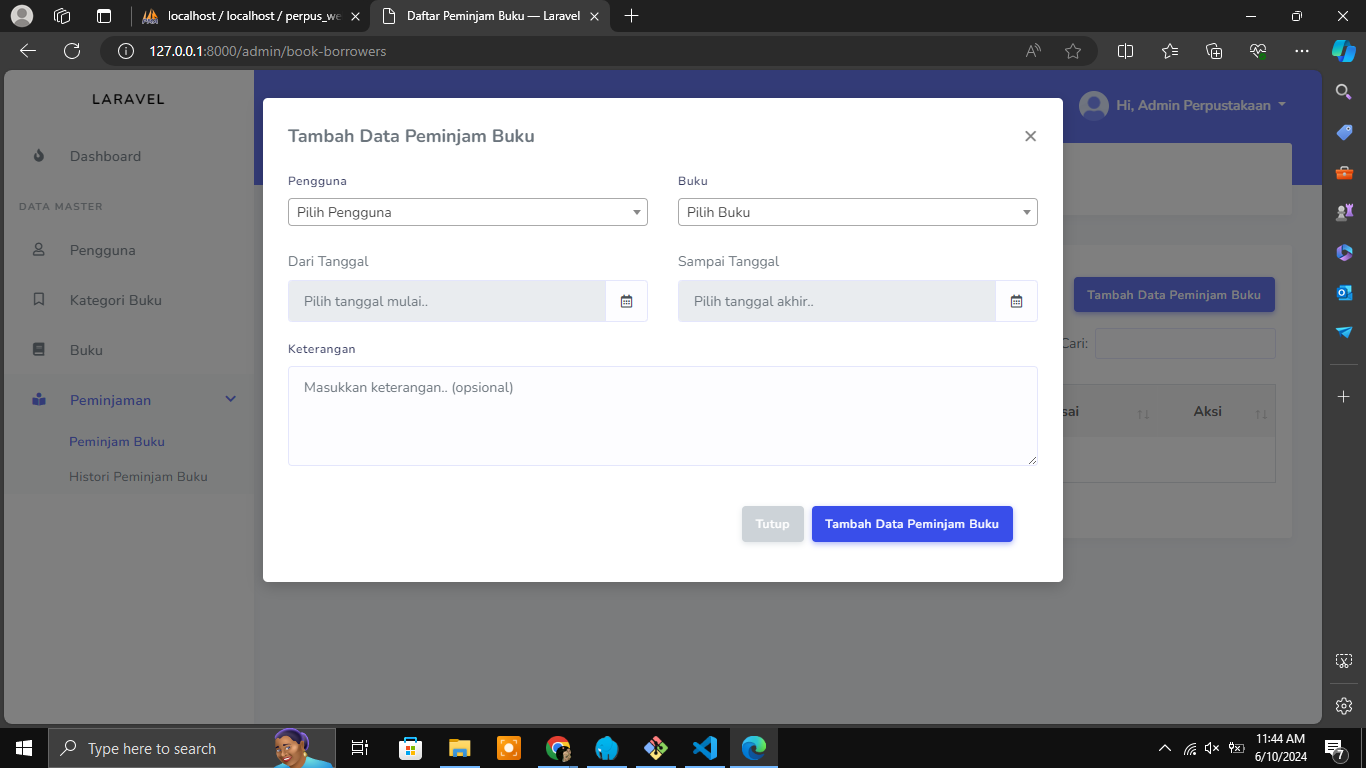 localhost / localhost / perpus_we
Daftar Peminjam Buku — Laravel
127.0.0.1:8000/admin/book-borrowers
LARAVEL
Dashboard
DATA MASTER
Pengguna
Kategori Buku
Buku
Peminjaman
Peminjam Buku
Histori Peminjam Buku
Hi, Admin Perpustakaan
Tambah Data Peminjam Buku
Pengguna
Buku
Pilih Pengguna
Pilih Buku
Dari Tanggal
Sampai Tanggal
Pilih tanggal mulai..
Pilih tanggal akhir..
Keterangan
Masukkan keterangan.. (opsional)
Tutup
Tambah Data Peminjam Buku
Tambah Data Peminjam Buku
Cari:
sai
Aksi
Type here to search
11:44 AM
6/10/2024
7